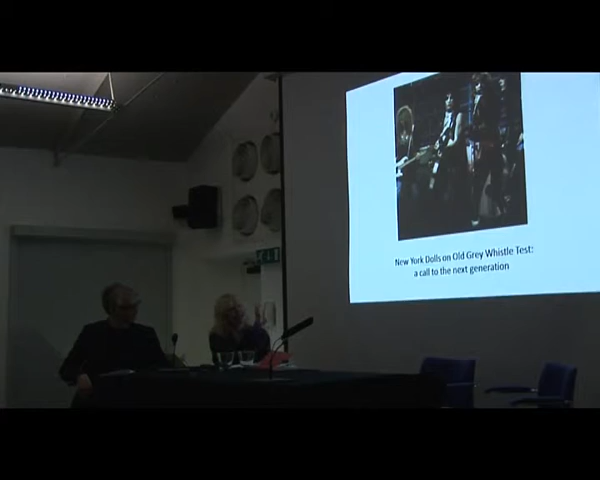 New York Dolls on Old Grey Whistle Test:
a call to the next generation